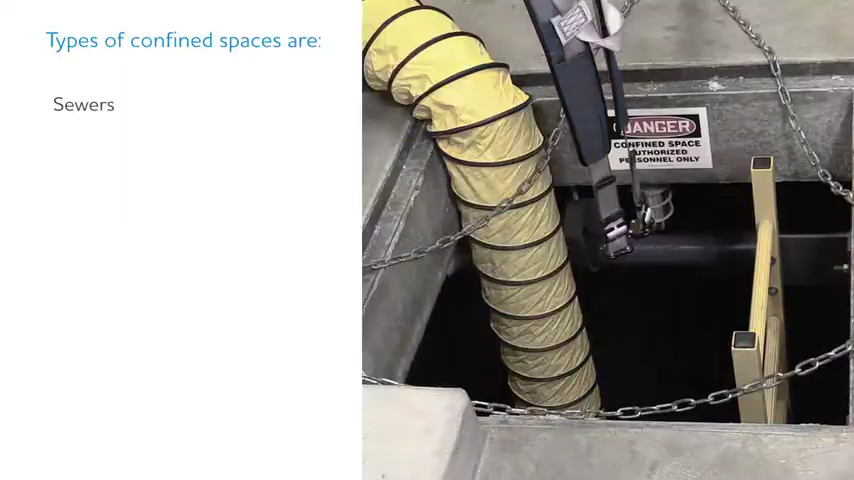 Types of confined spaces are:
Sewers
DANGER
CONFINED SPACE
AUTHORIZED
PERSONNEL ONLY